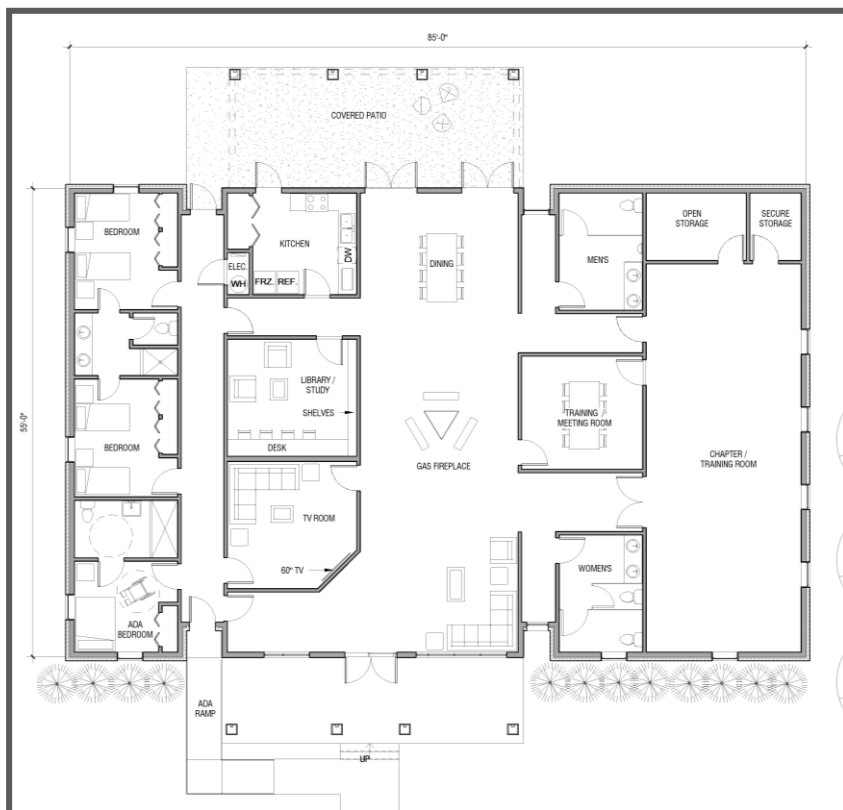 85'-0"
COVERED PATIO
BEDROOM
KITCHEN
DW
ELEC.
WH
FRZ.
REF.
DINING
MEN'S
OPEN
STORAGE
SECURE
STORAGE
55'-0"
LIBRARY /
STUDY
SHELVES
DESK
BEDROOM
GAS FIREPLACE
TRAINING /
MEETING ROOM
CHAPTER /
TRAINING ROOM
TV ROOM
60" TV
WOMEN'S
ADA
BEDROOM
ADA
RAMP
UP